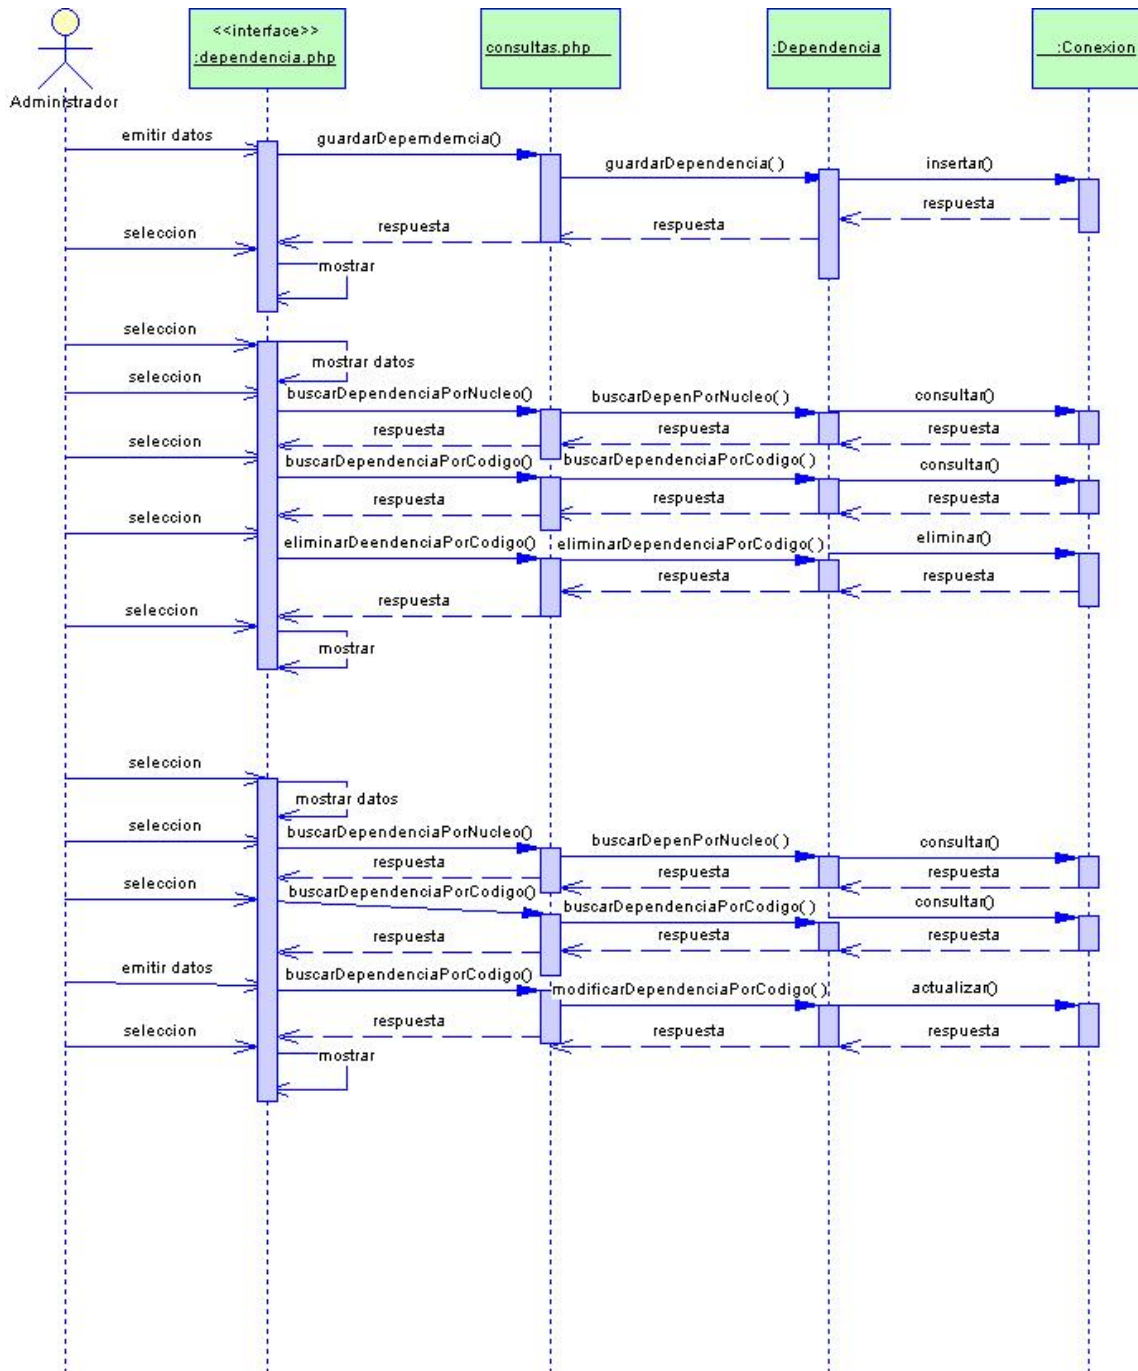 <<interface>>
:dependencia.php
consultas.php
:Dependencia
:Conexion
Administrador
emitir datos
guardarDepemdemcia()
guardarDependencia( )
insertar()
respuesta
seleccion
respuesta
respuesta
mostrar
seleccion
mostrar datos
seleccion
buscarDependenciaPorNucleo()
buscarDepenPorNucleo( )
consultar()
respuesta
respuesta
respuesta
seleccion
buscarDependenciaPorCodigo()
buscarDependenciaPorCodigo( )
consultar()
respuesta
respuesta
respuesta
seleccion
eliminarDeendenciaPorCodigo()
eliminarDependenciaPorCodigo( )
eliminar()
respuesta
respuesta
respuesta
seleccion
mostrar
seleccion
mostrar datos
seleccion
buscarDependenciaPorNucleo()
buscarDepenPorNucleo( )
consultar()
respuesta
respuesta
respuesta
seleccion
buscarDependenciaPorCodigo()
buscarDependenciaPorCodigo( )
consultar()
respuesta
respuesta
respuesta
emitir datos
buscarDependenciaPorCodigo()
modificarDependenciaPorCodigo( )
actualizar()
respuesta
respuesta
respuesta
seleccion
mostrar